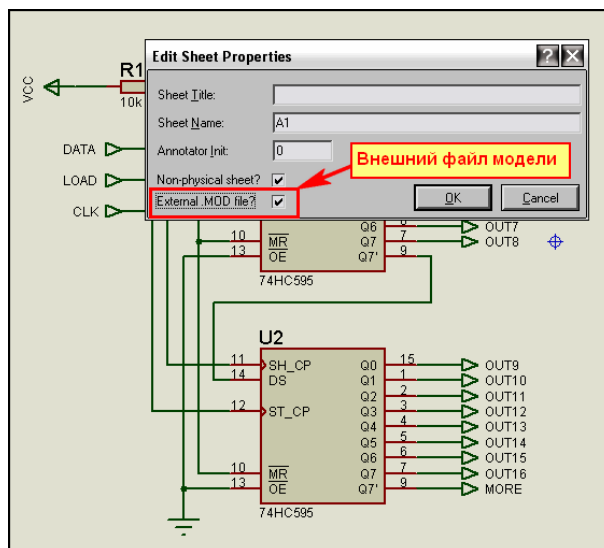 Edit Sheet Properties
? X
Sheet Title:
Sheet Name:
A1
Annotator Init:
0
Внешний файл модели
Non-physical sheet?
External .MOD file?
OK
Cancel
VCC
R1
10k
DATA
LOAD
CLK
Q6
OUT7
10
MR
Q7
7
OUT8
13
OE
Q7'
9
74HC595
U2
11
SH_CP
Q0
15
OUT9
14
DS
Q1
1
OUT10
Q2
2
OUT11
12
ST_CP
Q3
3
OUT12
Q4
4
OUT13
Q5
5
OUT14
Q6
6
OUT15
10
MR
Q7
7
OUT16
13
OE
Q7'
9
MORE
74HC595